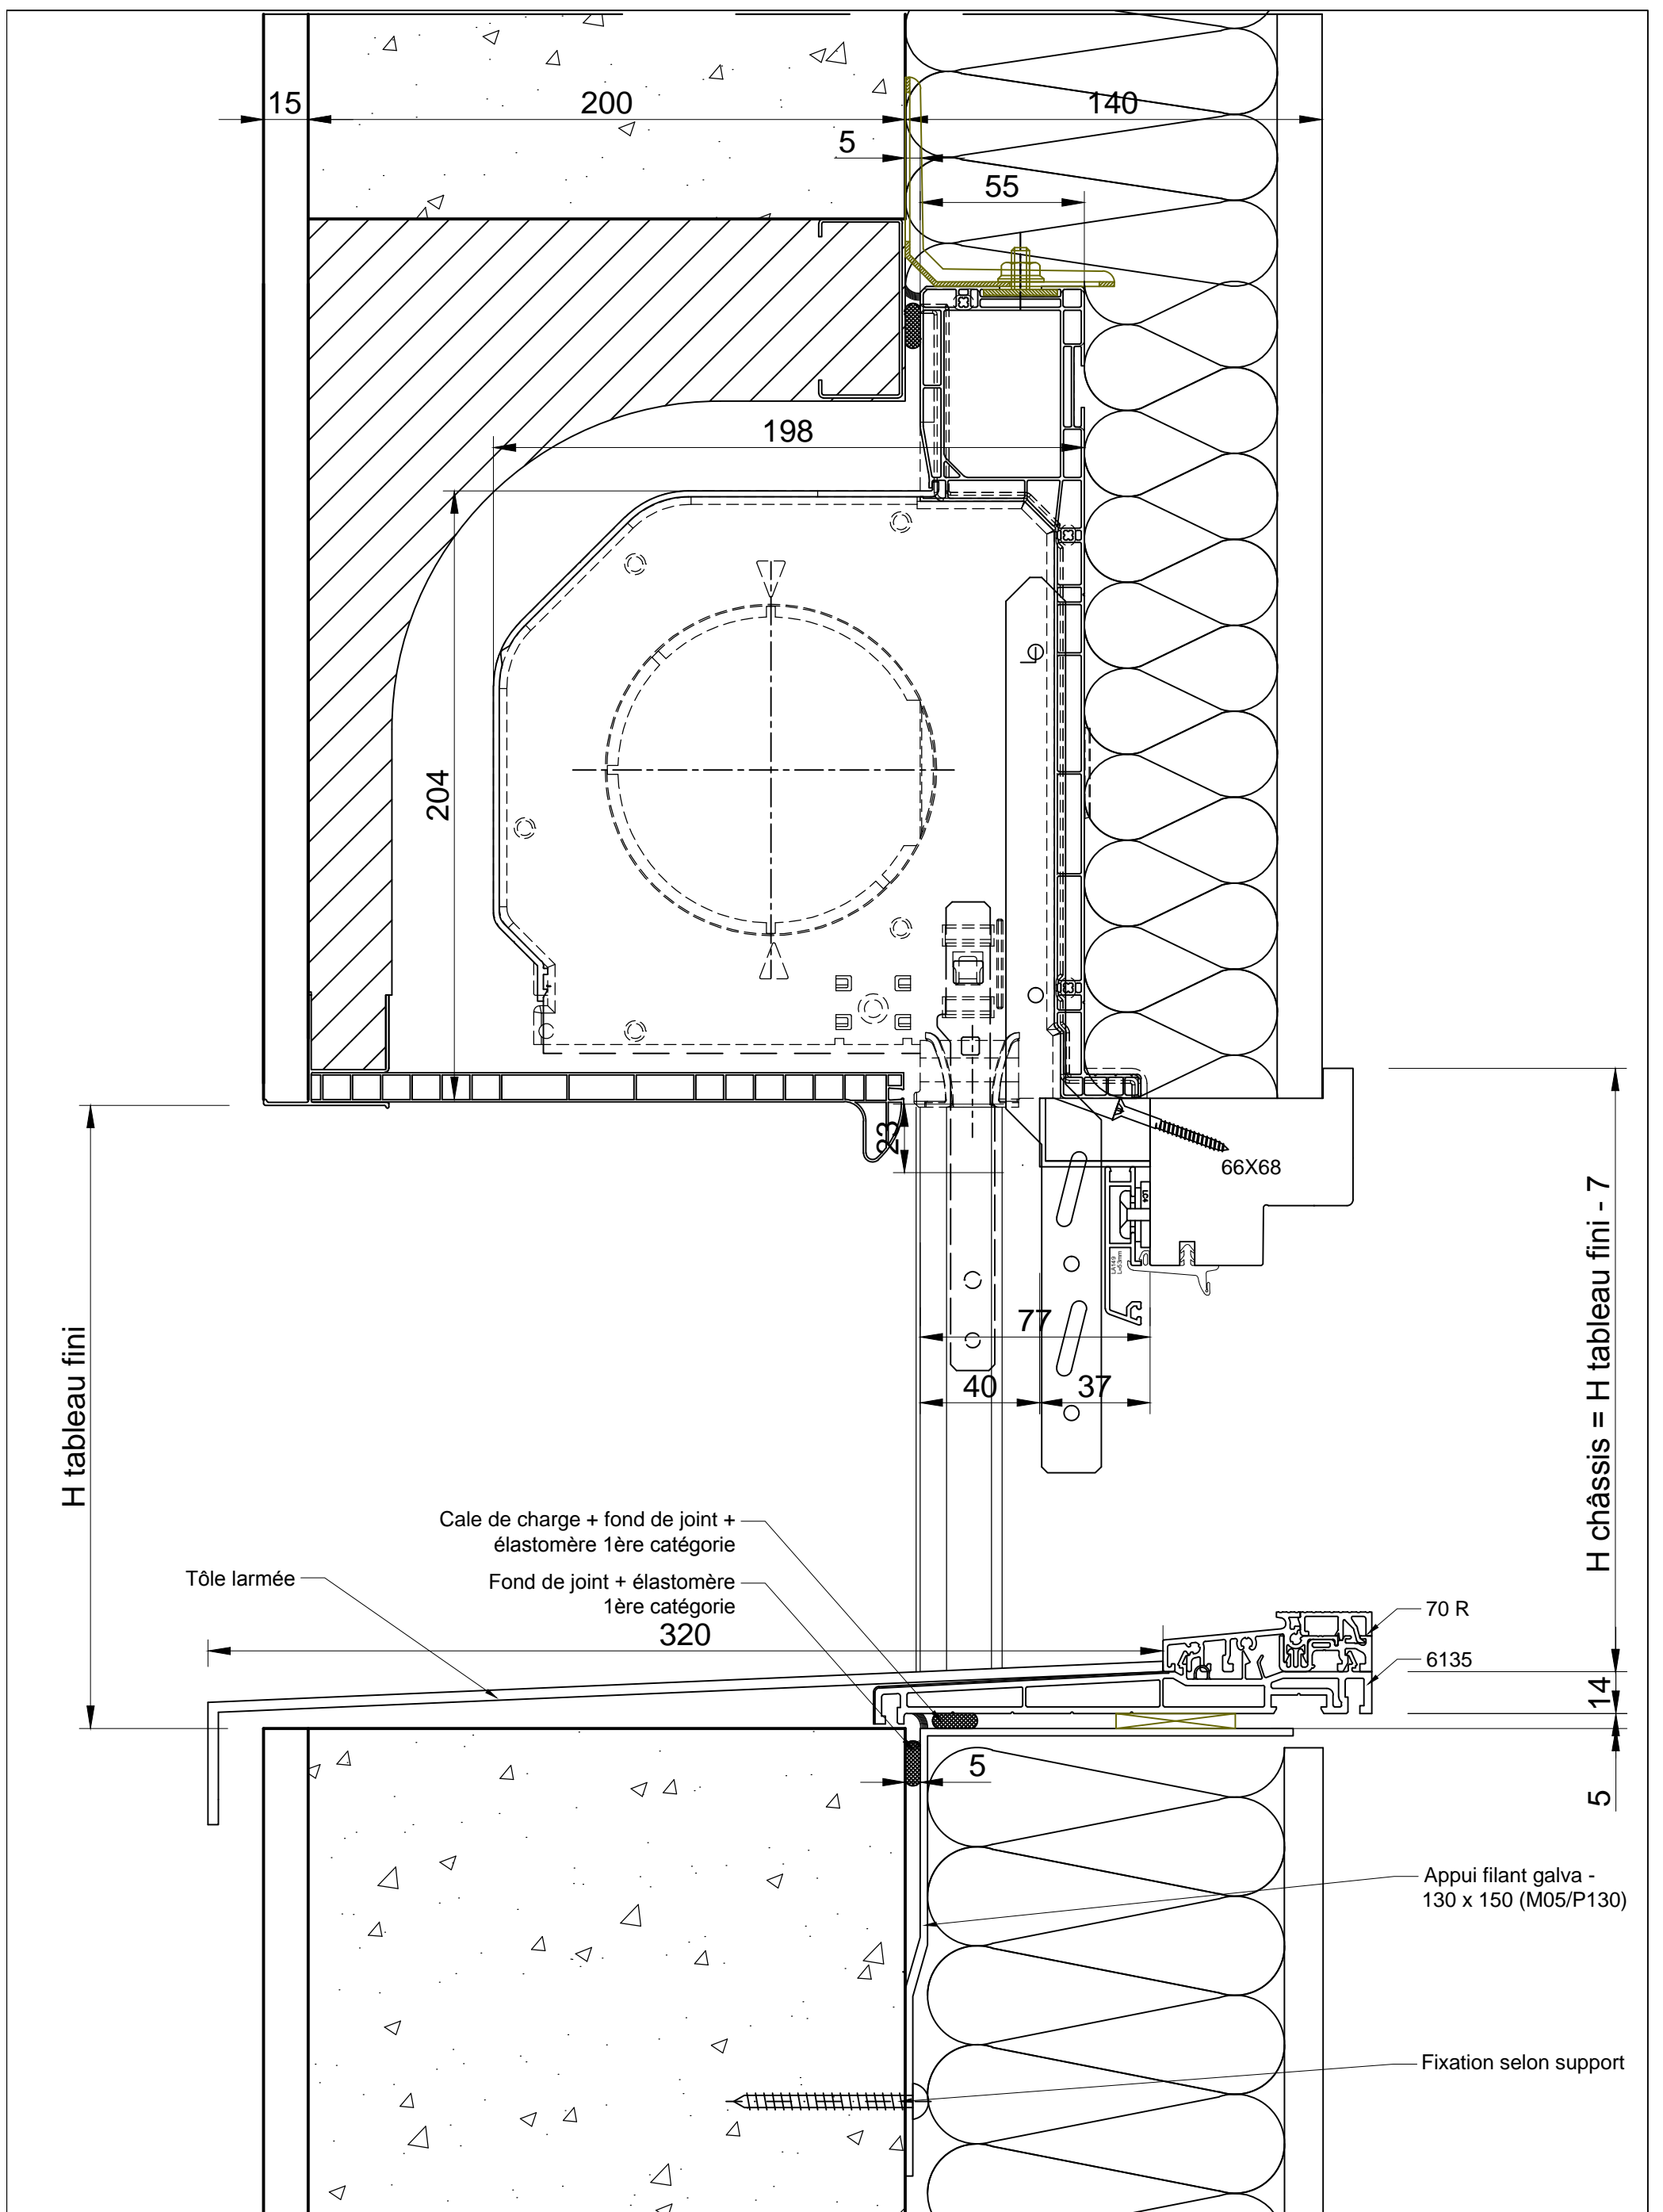 15
200
140
5
55
198
204
23
66X68
77
40
37
H tableau fini
H châssis = H tableau fini - 7
Cale de charge + fond de joint +
élastomère 1ère catégorie
Tôle larmée
Fond de joint + élastomère
1ère catégorie
320
70 R
6135
14
5
5
Appui filant galva -
130 x 150 (M05/P130)
Fixation selon support